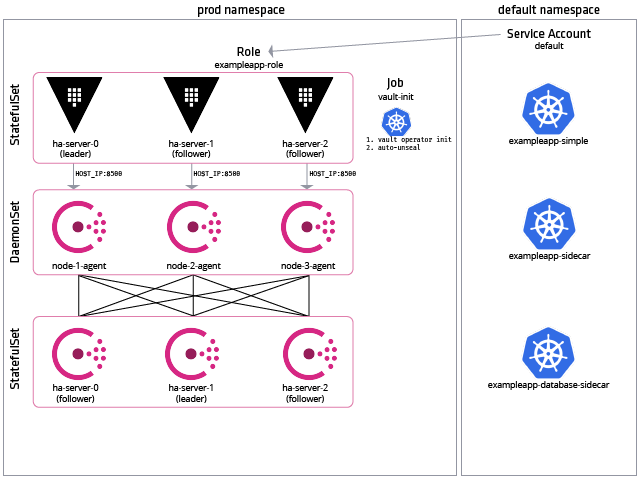 prod namespace
default namespace
Role
exampleapp-role
Service Account
default
Job
vault-init
1. vault operator init
2. auto-unseal
StatefulSet
ha-server-0
(leader)
ha-server-1
(follower)
ha-server-2
(follower)
HOST_IP:8500
HOST_IP:8500
HOST_IP:8500
DaemonSet
node-1-agent
node-2-agent
node-3-agent
StatefulSet
ha-server-0
(follower)
ha-server-1
(leader)
ha-server-2
(follower)
exampleapp-simple
exampleapp-sidecar
exampleapp-database-sidecar